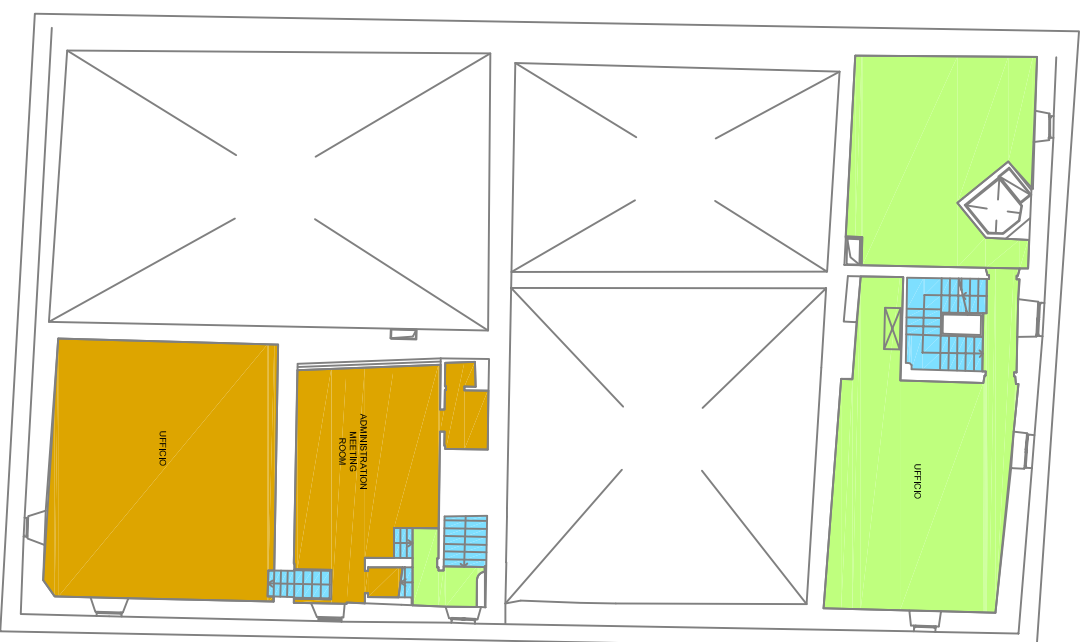 UFFICIO
ADMINISTRATION
MEETING
ROOM
UFFICIO